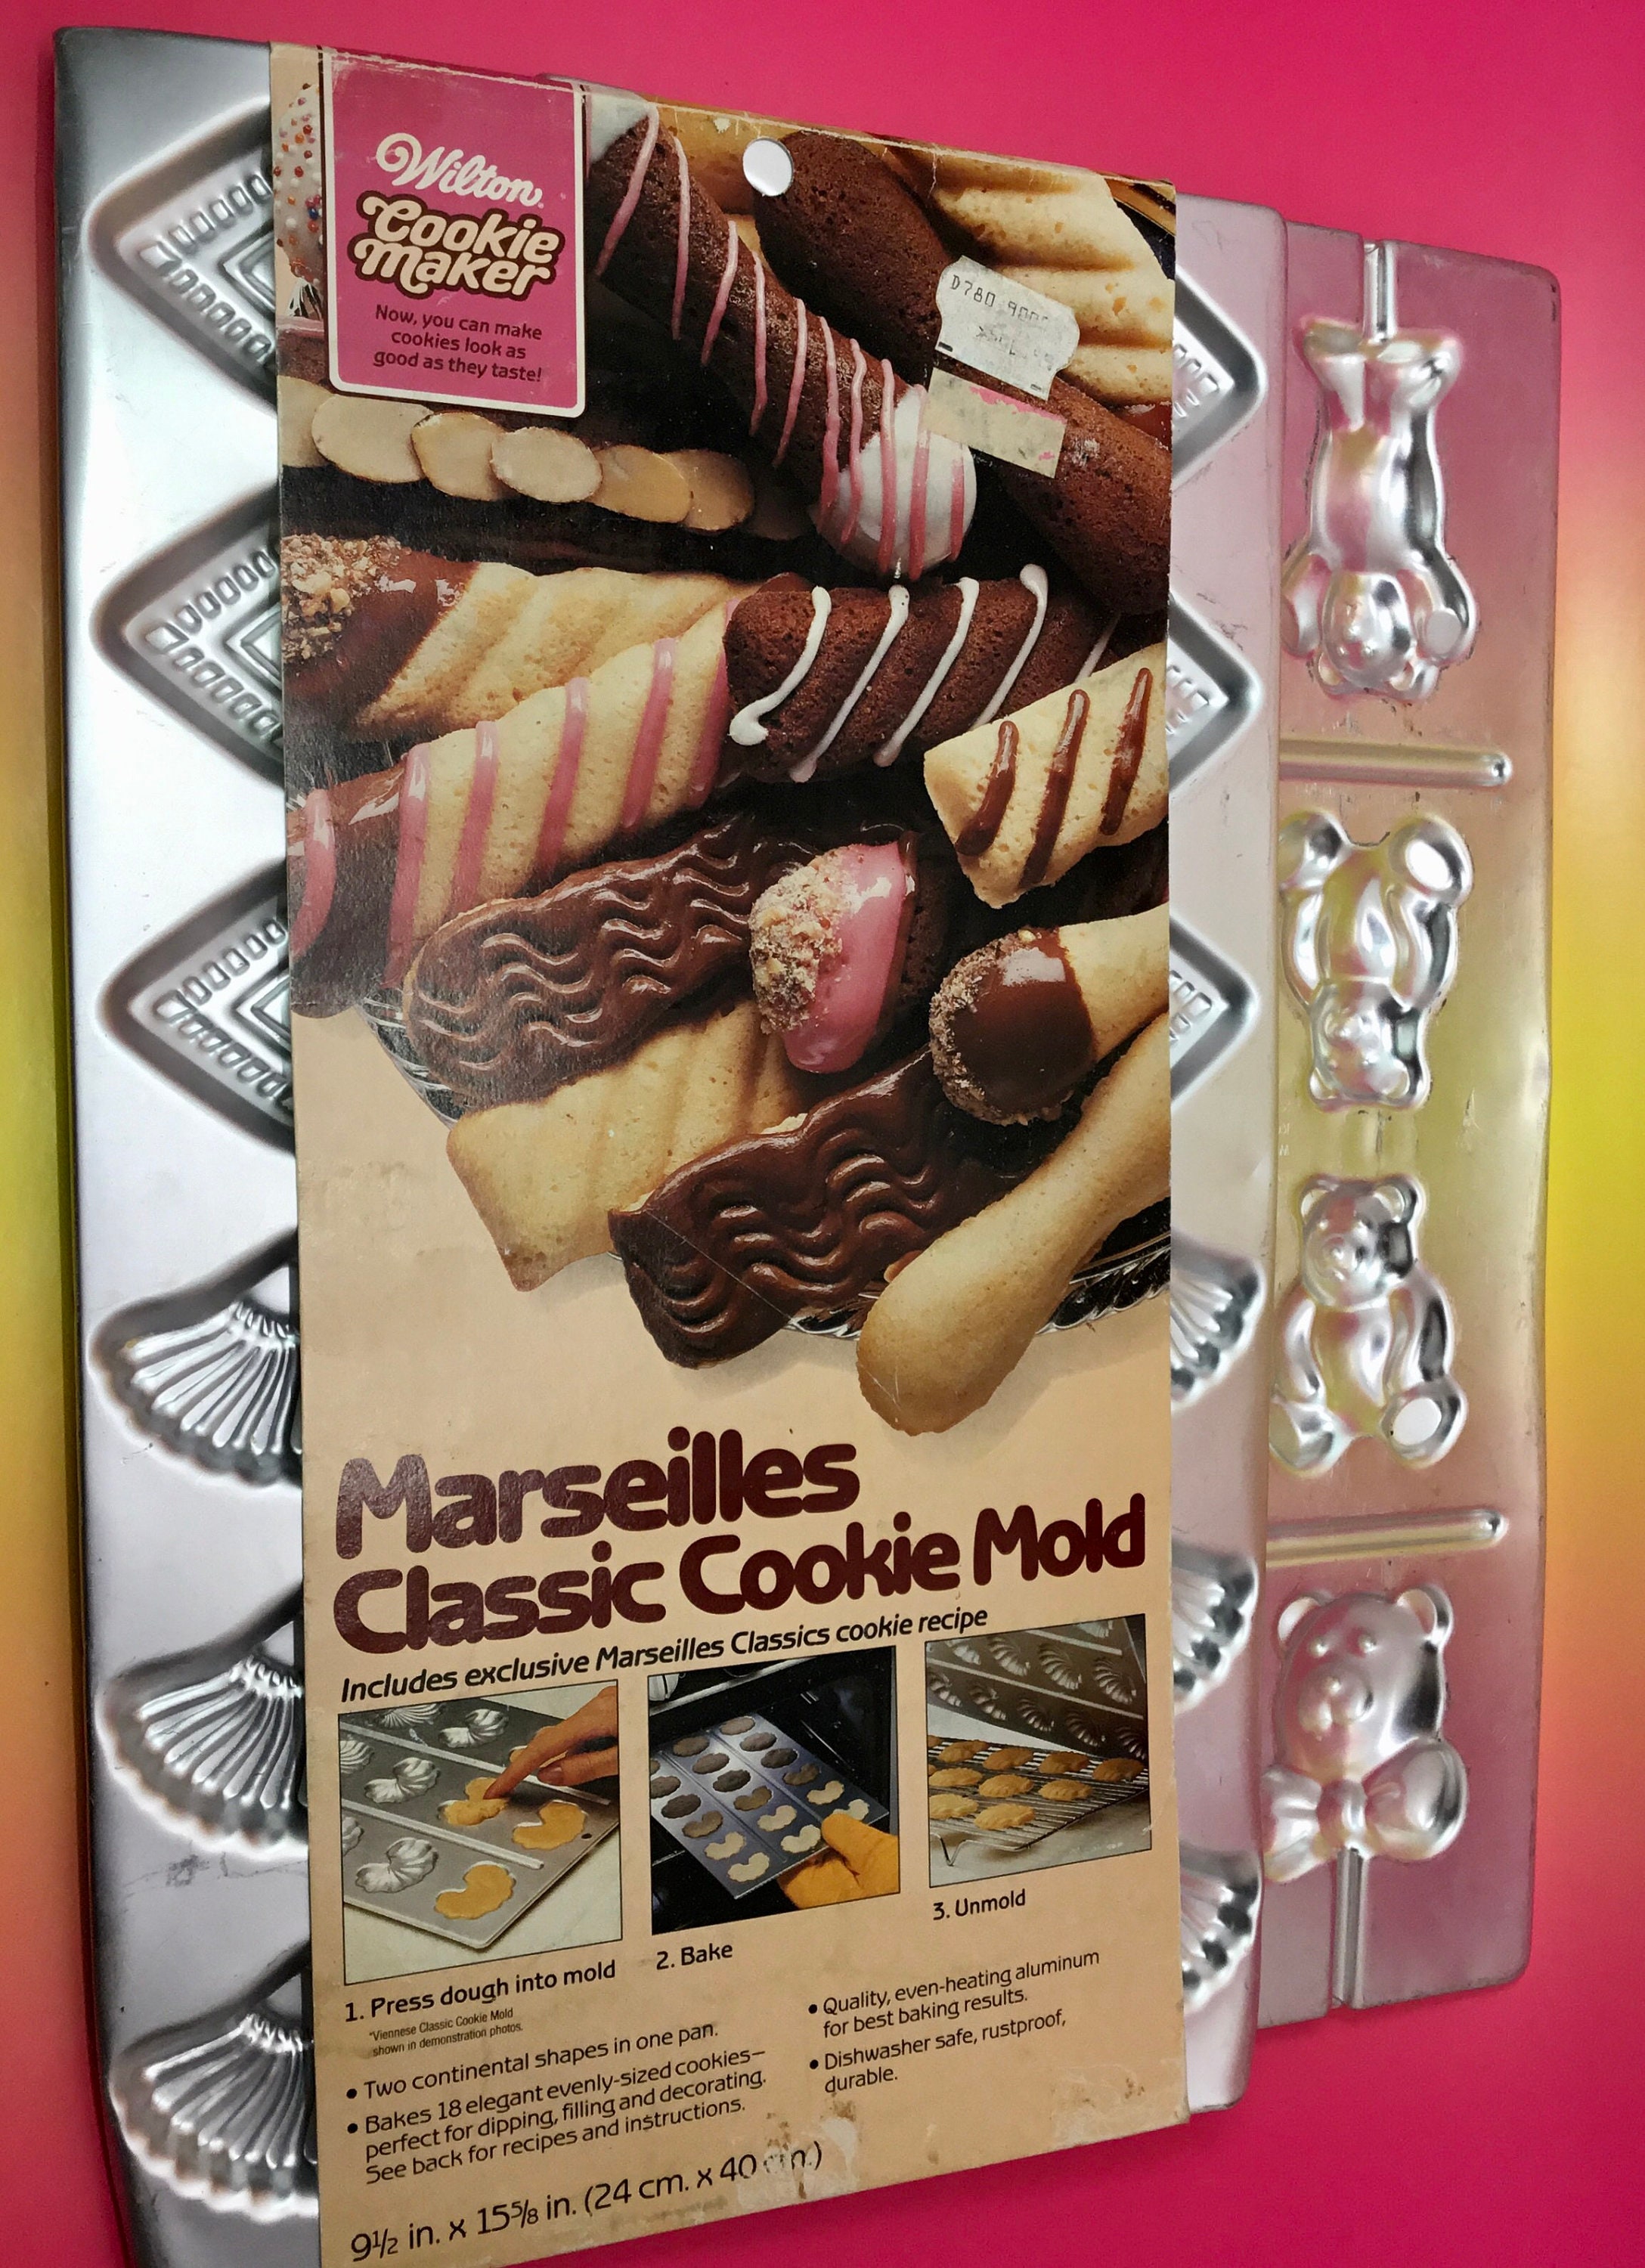 Wilton.
Cookie
Maker
Now, you can make
cookies look as
good as they taste!
Marseilles
Classic Cookie Mold
Includes exclusive Marseilles Classics cookie recipe
1. Press dough into mold
*Viennese Classic Cookie Mold
shown in demonstration photos.
2. Bake
3. Unmold
• Two continental shapes in one pan.
• Bakes 18 elegant evenly-sized cookies—
perfect for dipping, filling and decorating.
See back for recipes and instructions.
• Quality, even-heating aluminum
for best baking results.
• Dishwasher safe, rustproof,
durable.
9½ in. x 15⅝ in. (24 cm. x 40 cm.)
D780